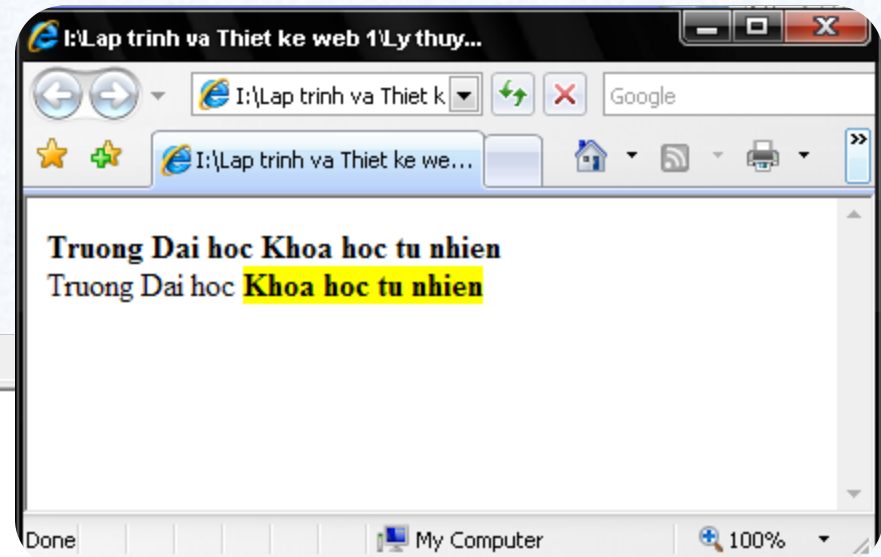 I:\Lap trinh va Thiet ke web 1\Ly thuy...
I:\Lap trinh va Thiet k
Google
I:\Lap trinh va Thiet ke we...
Truong Dai hoc Khoa hoc tu nhien
Truong Dai hoc Khoa hoc tu nhien
Done
My Computer
100%